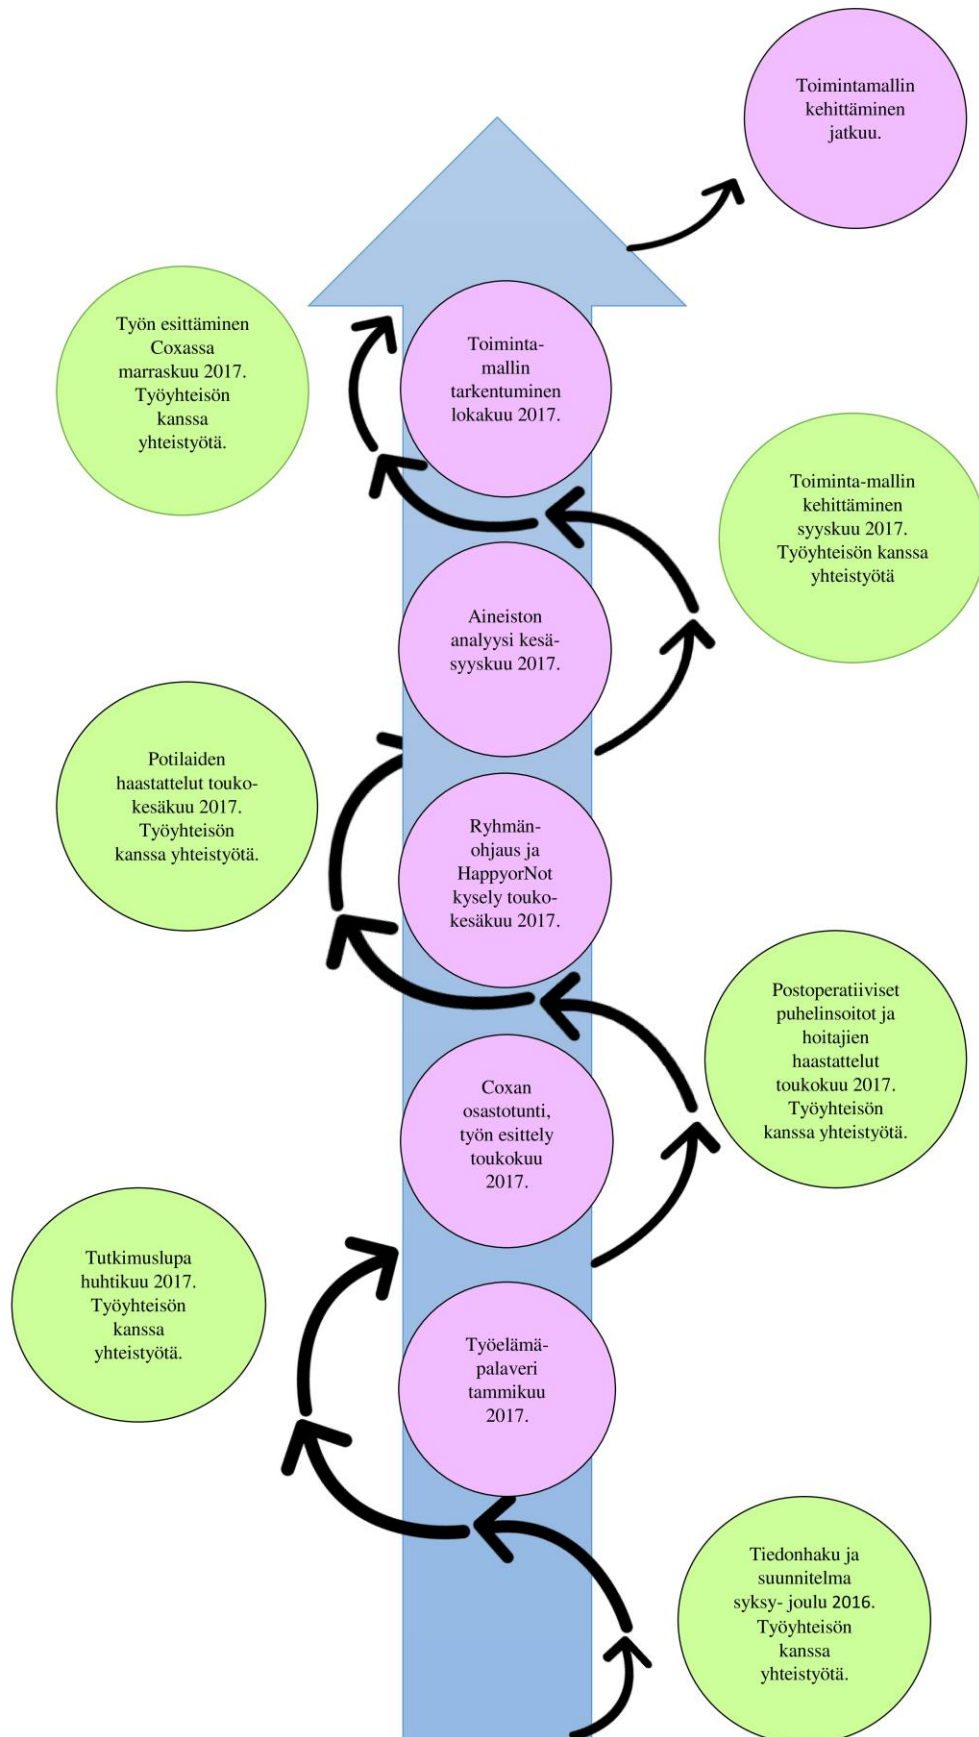 Toimintamallin
kehittäminen
jatkuu.
Työn esittäminen
Coxassa
marraskuu 2017.
Työyhteisön
kanssa
yhteistyötä.
Toiminta-
mallin
tarkentuminen
lokakuu 2017.
Toiminta-mallin
kehittäminen
syyskuu 2017.
Työyhteisön kanssa
yhteistyötä
Aineiston
analyysi kesä-
syyskuu 2017.
Potilaiden
haastattelut touko-
kesäkuu 2017.
Työyhteisön
kanssa yhteistyötä.
Ryhmän-
ohjaus ja
HappyorNot
kysely touko-
kesäkuu 2017.
Postoperatiiviset
puhelinsoitot ja
hoitajien
haastattelut
toukokuu 2017.
Työyhteisön
kanssa yhteistyötä.
Coxan
osastotunti,
työn esittely
toukokuu
2017.
Tutkimuslupa
huhtikuu 2017.
Työyhteisön
kanssa
yhteistyötä.
Työelämä-
palaveri
tammikuu
2017.
Tiedonhaku ja
suunnitelma
syksy- joulu 2016.
Työyhteisön
kanssa
yhteistyötä.